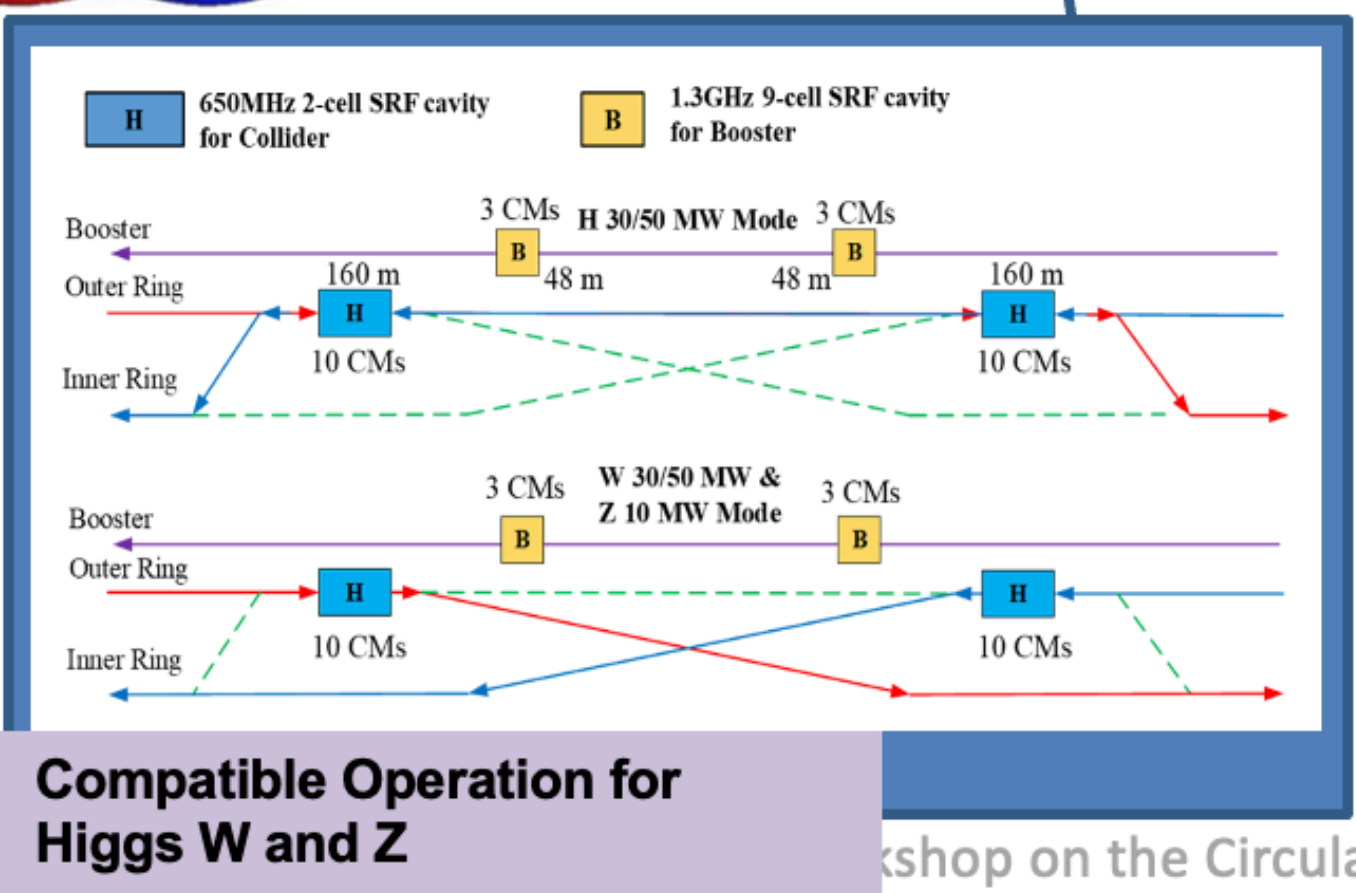 H
650MHz 2-cell SRF cavity
for Collider
B
1.3GHz 9-cell SRF cavity
for Booster
3 CMs
H 30/50 MW Mode
3 CMs
Booster
B
B
48 m
48 m
160 m
160 m
Outer Ring
H
H
10 CMs
10 CMs
Inner Ring
3 CMs
W 30/50 MW &
Z 10 MW Mode
3 CMs
Booster
B
B
Outer Ring
H
H
10 CMs
10 CMs
Inner Ring
Compatible Operation for
Higgs W and Z
on the